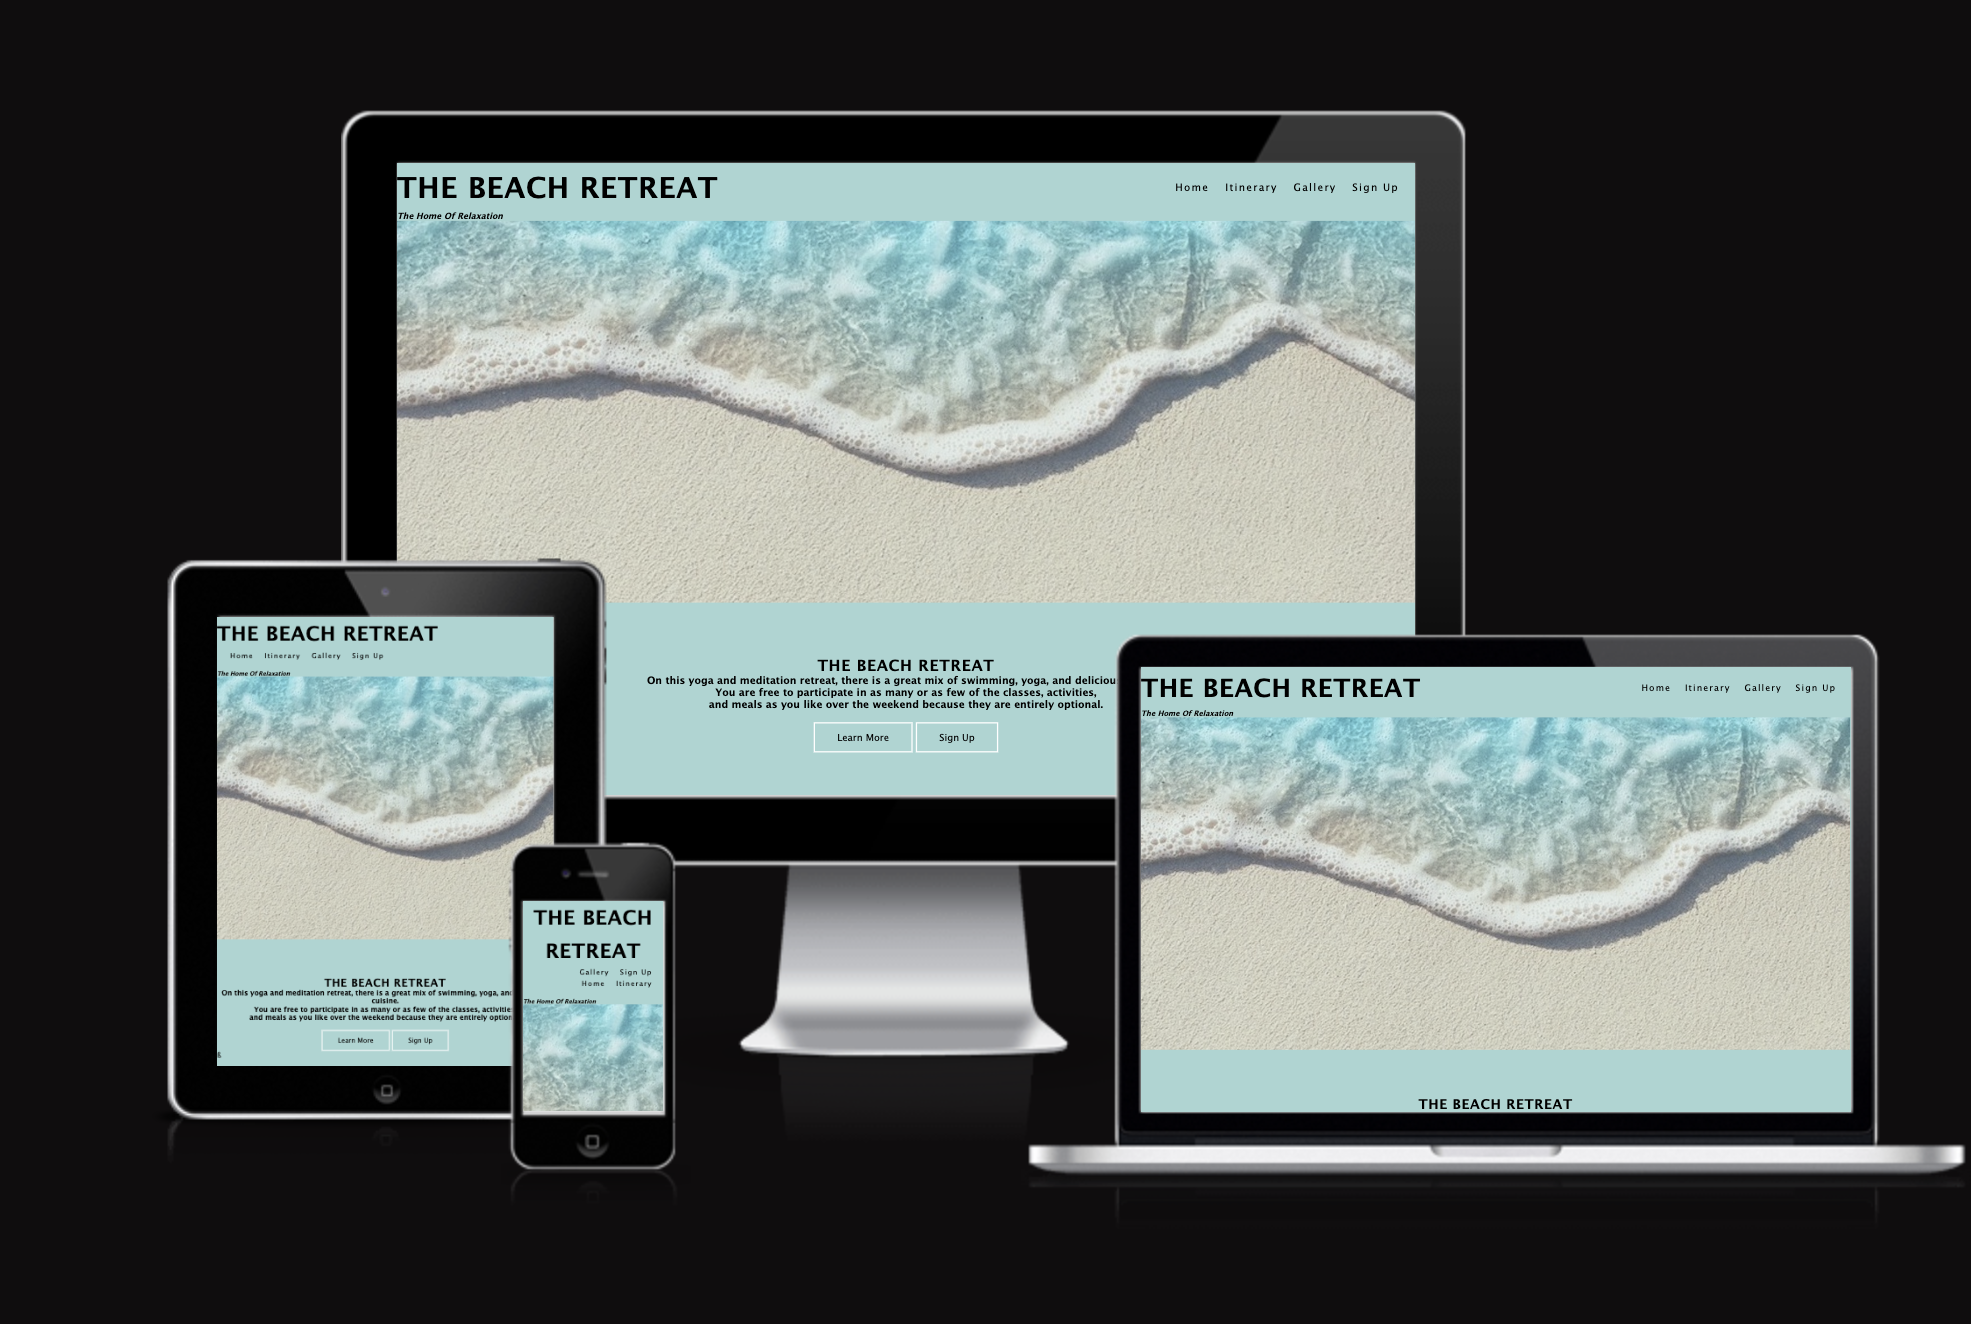 THE BEACH RETREAT
Home Itinerary Gallery Sign Up
The Home Of Relaxation
THE BEACH RETREAT
On this yoga and meditation retreat, there is a great mix of swimming, yoga, and
You are free to participate in as many or as few of the classes, activities,
and meals as you like over the weekend because they are entirely optional.
Learn More Sign Up
THE BEACH RETREAT
Home Itinerary Gallery Sign Up
The Home Of Relaxation
THE BEACH RETREAT
On this yoga and meditation retreat, there is a great mix of swimming, yoga,
cuisine.
You are free to participate in as many or as few of the classes,
and meals as you like over the weekend because they are entirely
Learn More Sign Up
THE BEACH
RETREAT
Gallery Sign Up
Home Itinerary
The Home Of Relaxation
THE BEACH RETREAT
Home Itinerary Gallery Sign Up
The Home Of Relaxation
THE BEACH RETREAT